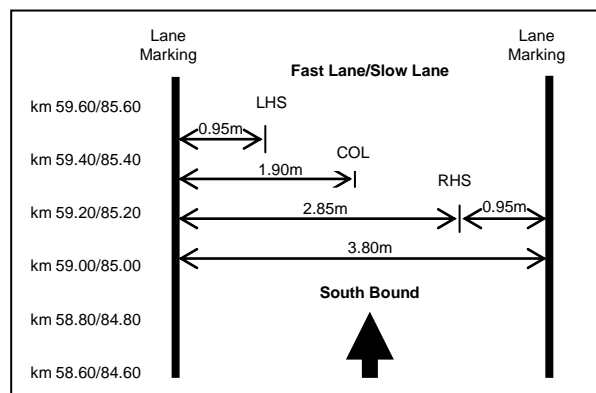 Lane
Marking
Lane
Marking
Fast Lane/Slow Lane
km 59.60/85.60
LHS
0.95m
km 59.40/85.40
COL
1.90m
RHS
km 59.20/85.20
2.85m
0.95m
3.80m
km 59.00/85.00
South Bound
km 58.80/84.80
km 58.60/84.60